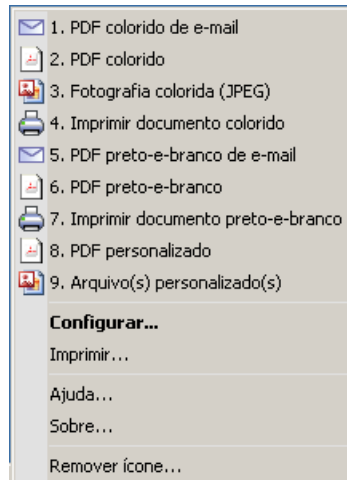 1. PDF colorido de e-mail
2. PDF colorido
3. Fotografia colorida (JPEG)
4. Imprimir documento colorido
5. PDF preto-e-branco de e-mail
6. PDF preto-e-branco
7. Imprimir documento preto-e-branco
8. PDF personalizado
9. Arquivo(s) personalizado(s)
Configurar...
Imprimir...
Ajuda...
Sobre...
Remover ícone...